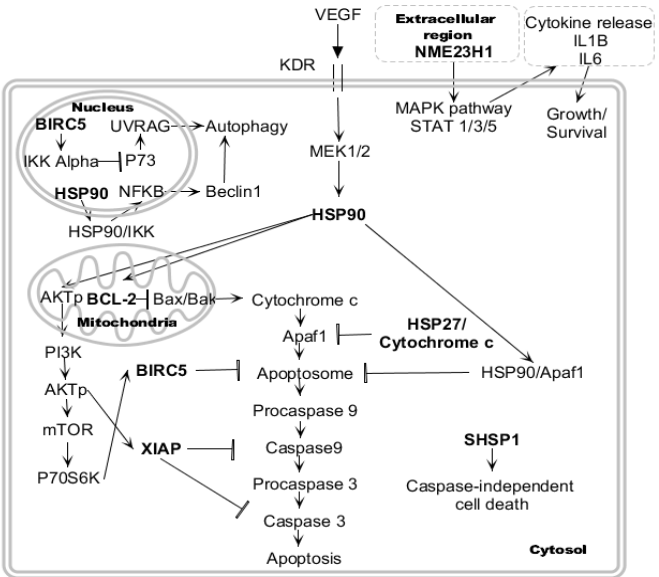 VEGF
KDR
Extracellular
region
NME23H1
Cytokine release
IL1B
IL6
MAPK pathway
STAT 1/3/5
Growth/
Survival
Nucleus
BIRC5
UVRAG
Autophagy
IKK Alpha
P73
HSP90
NFKB
Beclin1
HSP90/IKK
MEK1/2
HSP90
AKTp
BCL-2
Bax/Bak
Mitochondria
Cytochrome c
Apaf1
HSP27/
Cytochrome c
PI3K
BIRC5
Apoptosome
HSP90/Apaf1
AKTp
Procaspase 9
mTOR
XIAP
Caspase9
SHSP1
P70S6K
Procaspase 3
Caspase-independent
cell death
Caspase 3
Apoptosis
Cytosol